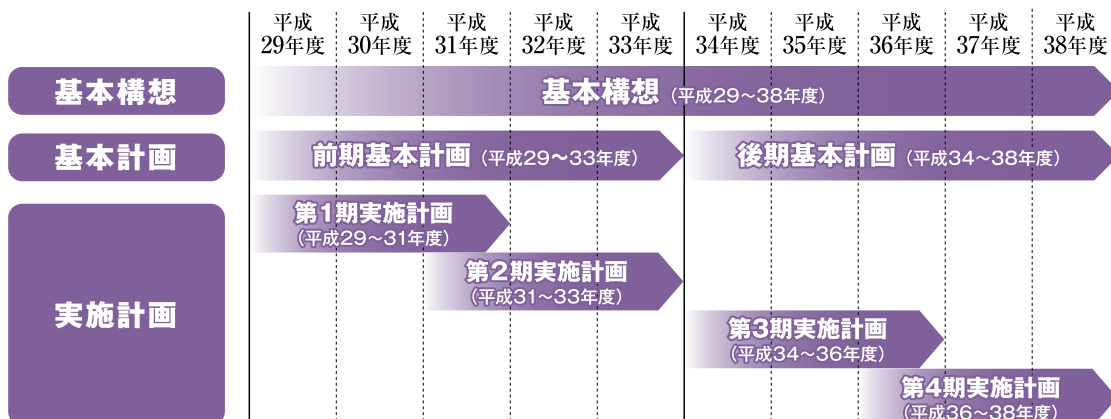 平成 平成 平成 平成 平成 平成 平成 平成 平成 平成
29年度 30年度 31年度 32年度 33年度 34年度 35年度 36年度 37年度 38年度
基本構想 基本構想（平成29～38年度）
基本計画 前期基本計画（平成29～33年度） 後期基本計画（平成34～38年度）
第1期実施計画
（平成29～31年度）
第2期実施計画
（平成31～33年度）
実施計画
第3期実施計画
（平成34～36年度）
第4期実施計画
（平成36～38年度）